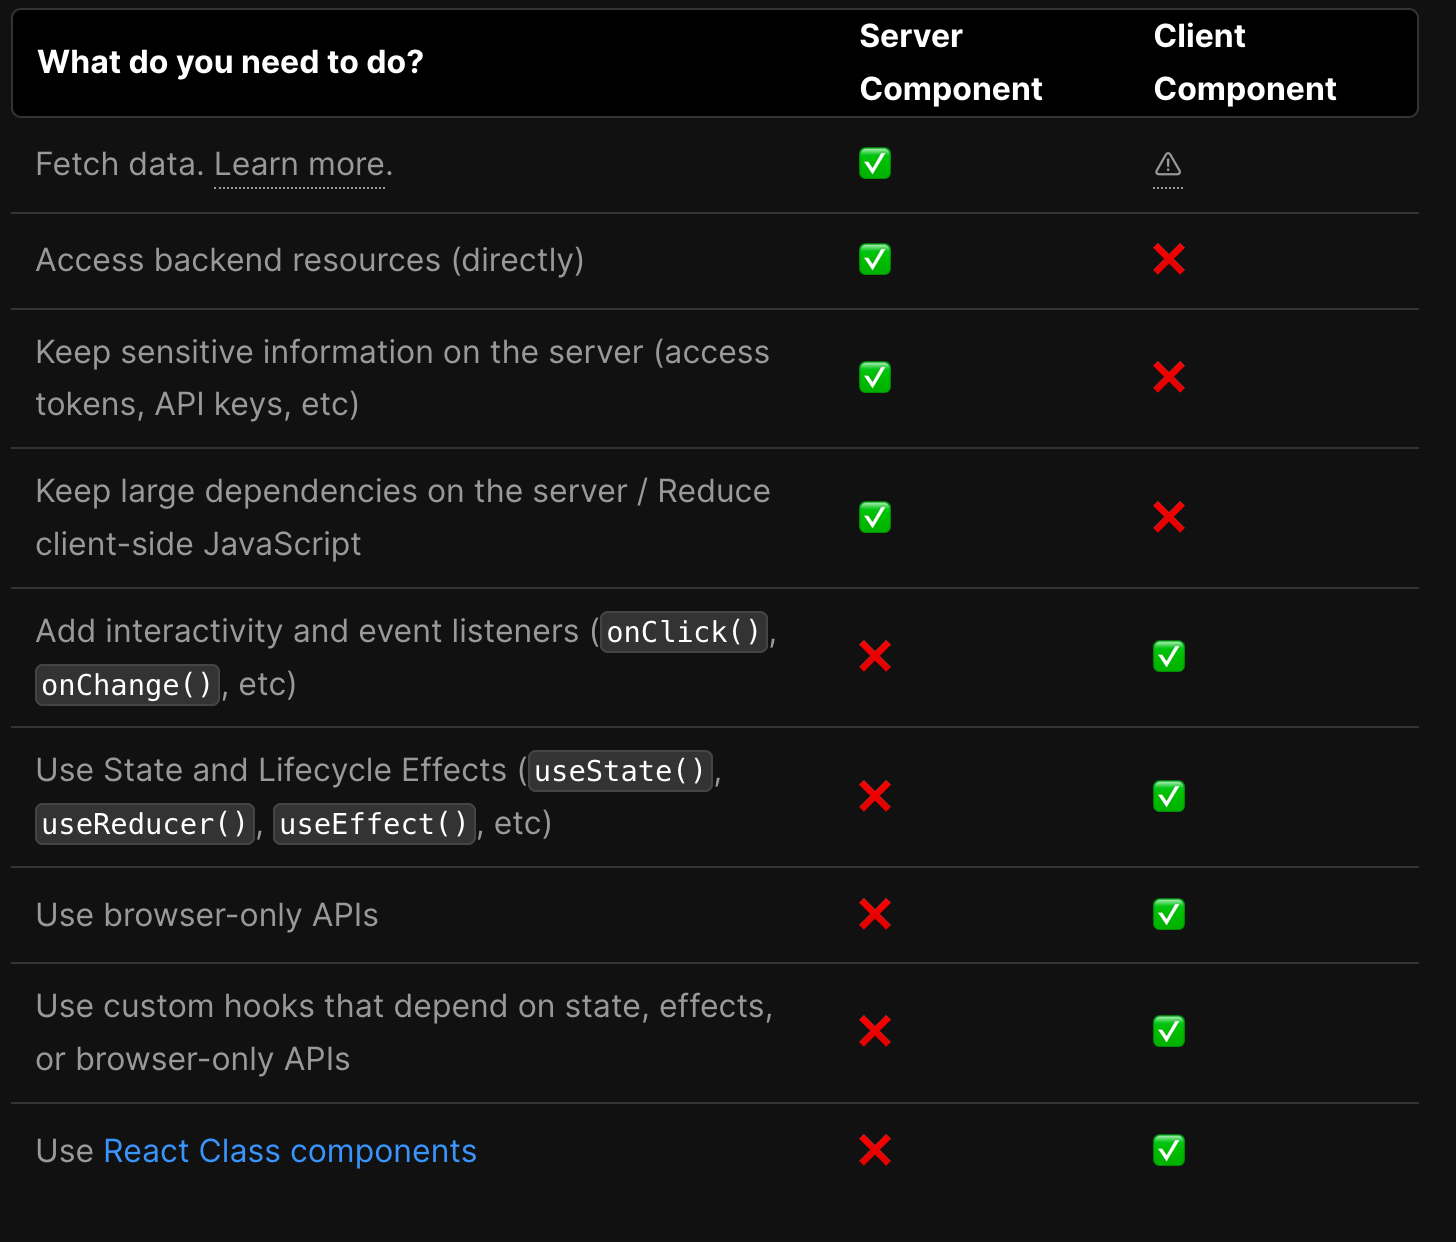 What do you need to do?
Server
Component
Client
Component
Fetch data. Learn more.
Access backend resources (directly)
Keep sensitive information on the server (access
tokens, API keys, etc)
Keep large dependencies on the server / Reduce
client-side JavaScript
Add interactivity and event listeners (onClick(),
onChange(), etc)
Use State and Lifecycle Effects (useState(),
useReducer(), useEffect(), etc)
Use browser-only APIs
Use custom hooks that depend on state, effects,
or browser-only APIs
Use React Class components